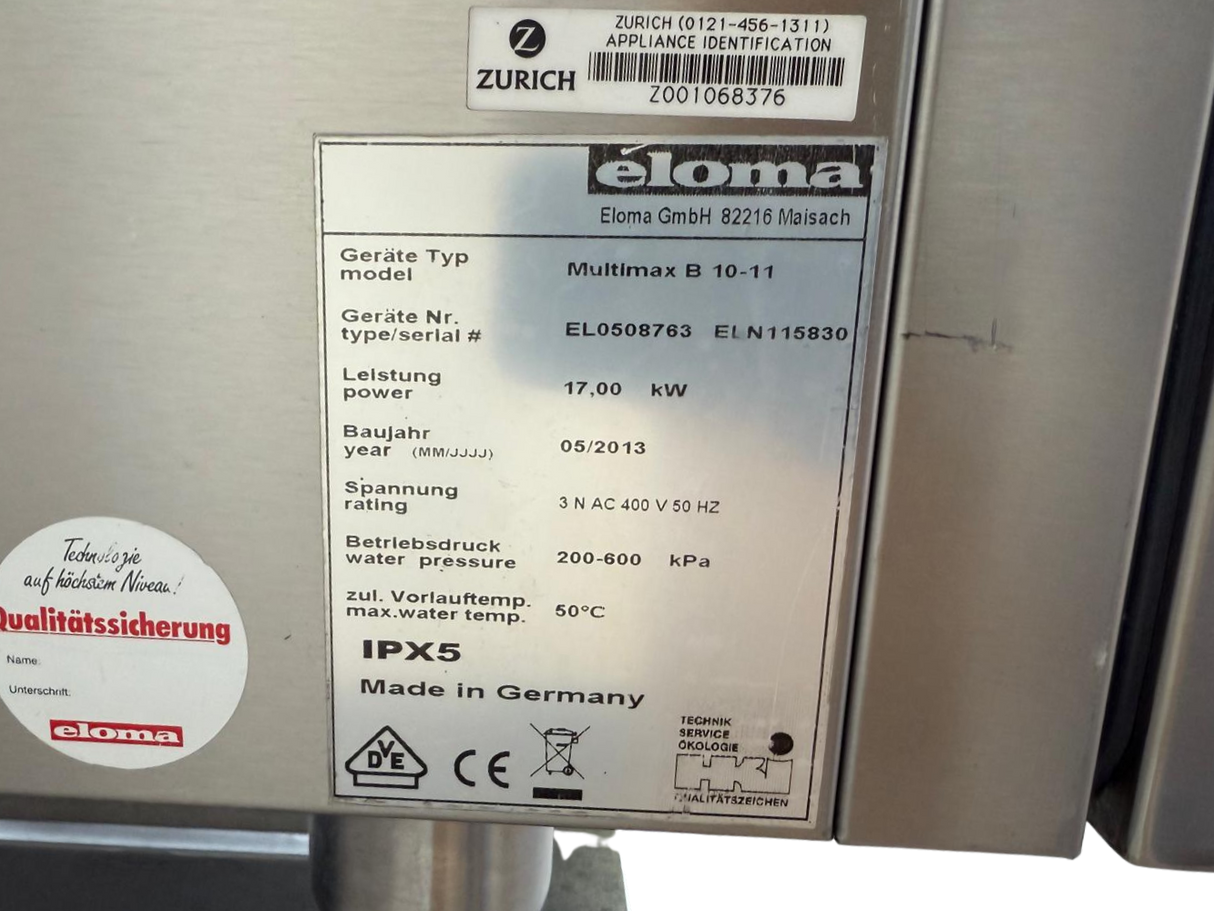 ZURICH (0121-456-1311)
APPLIANCE IDENTIFICATION
Z
ZURICH
Z001068376
eloma
Eloma GmbH 82216 Maisach
Geräte Typ
model
Multimax B 10-11
Geräte Nr.
type/serial #
EL0508763 ELN115830
Leistung
power
17,00 kW
Baujahr
year (MM/JJJJ)
05/2013
Spannung
rating
3 N AC 400 V 50 HZ
Betriebsdruck
water pressure
200-600 kPa
zul. Vorlauftemp.
max.water temp.
50°C
IPX5
Made in Germany
DVE
CE
TECHNIK
SERVICE
ÖKOLOGIE
HKI
QUALITÄTSZEICHEN
Technologie
auf höchstem Niveau!
Qualitätssicherung
Name:
Unterschrift:
eloma